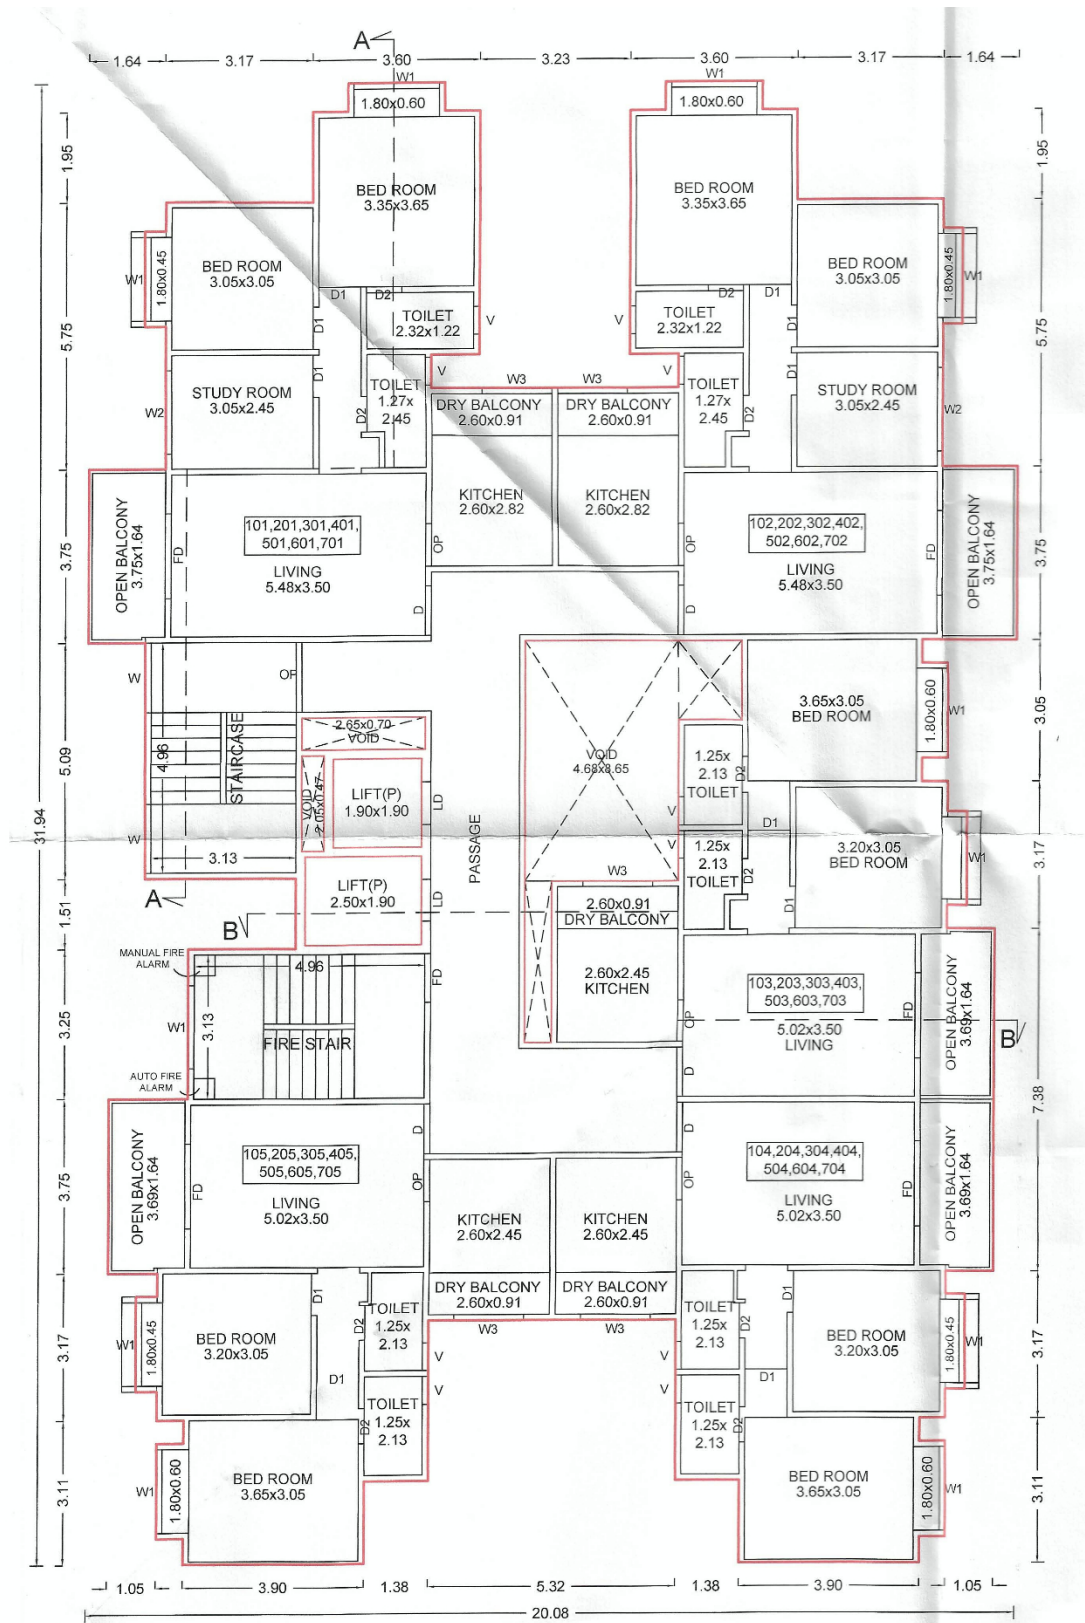 A
1.64
3.17
3.60
3.23
3.60
3.17
1.64
W1
1.80x0.60
W1
1.80x0.60
1.95
1.95
BED ROOM
3.35x3.65
BED ROOM
3.35x3.65
W1
1.80x0.45
BED ROOM
3.05x3.05
BED ROOM
3.05x3.05
1.80x0.45
W1
D1
D2
D2
D1
TOILET
2.32x1.22
TOILET
2.32x1.22
D1
V
V
D1
5.75
5.75
STUDY ROOM
3.05x2.45
D1
TOILET
1.27x
2.45
V
W3
W3
V
TOILET
1.27x
2.45
D1
STUDY ROOM
3.05x2.45
W2
D2
DRY BALCONY
2.60x0.91
DRY BALCONY
2.60x0.91
D2
W2
KITCHEN
2.60x2.82
KITCHEN
2.60x2.82
OPEN BALCONY
3.75x1.64
FD
101,201,301,401,
501,601,701
LIVING
5.48x3.50
OP
D
OP
D
102,202,302,402,
502,602,702
LIVING
5.48x3.50
FD
OPEN BALCONY
3.75x1.64
3.75
3.75
W
OP
3.65x3.05
BED ROOM
1.80x0.60
W1
3.05
2.65x0.70
VOID
4.96
STAIRCASE
VOID
2.05x0.47
LIFT(P)
1.90x1.90
LD
VOID
4.68x8.65
1.25x
2.13
TOILET
D2
5.09
31.94
W
3.13
PASSAGE
V
V
D1
1.25x
2.13
TOILET
D2
3.20x3.05
BED ROOM
W1
3.17
LIFT(P)
2.50x1.90
LD
W3
D1
A
B
1.51
2.60x0.91
DRY BALCONY
MANUAL FIRE
ALARM
4.96
FD
2.60x2.45
KITCHEN
103,203,303,403,
503,603,703
5.02x3.50
LIVING
OP
D
FD
OPEN BALCONY
3.69x1.64
B
W1
3.13
FIRE STAIR
3.25
AUTO FIRE
ALARM
7.38
OPEN BALCONY
3.69x1.64
FD
105,205,305,405,
505,605,705
LIVING
5.02x3.50
D
OP
D
OP
104,204,304,404,
504,604,704
LIVING
5.02x3.50
FD
OPEN BALCONY
3.69x1.64
3.75
KITCHEN
2.60x2.45
KITCHEN
2.60x2.45
DRY BALCONY
2.60x0.91
DRY BALCONY
2.60x0.91
W1
1.80x0.45
BED ROOM
3.20x3.05
D1
D2
TOILET
1.25x
2.13
V
W3
W3
V
TOILET
1.25x
2.13
D2
D1
BED ROOM
3.20x3.05
1.80x0.45
W1
3.17
3.17
D1
D1
TOILET
1.25x
2.13
D2
V
V
TOILET
1.25x
2.13
D2
W1
1.80x0.60
BED ROOM
3.65x3.05
BED ROOM
3.65x3.05
1.80x0.60
W1
3.11
3.11
1.05
3.90
1.38
5.32
1.38
3.90
1.05
20.08